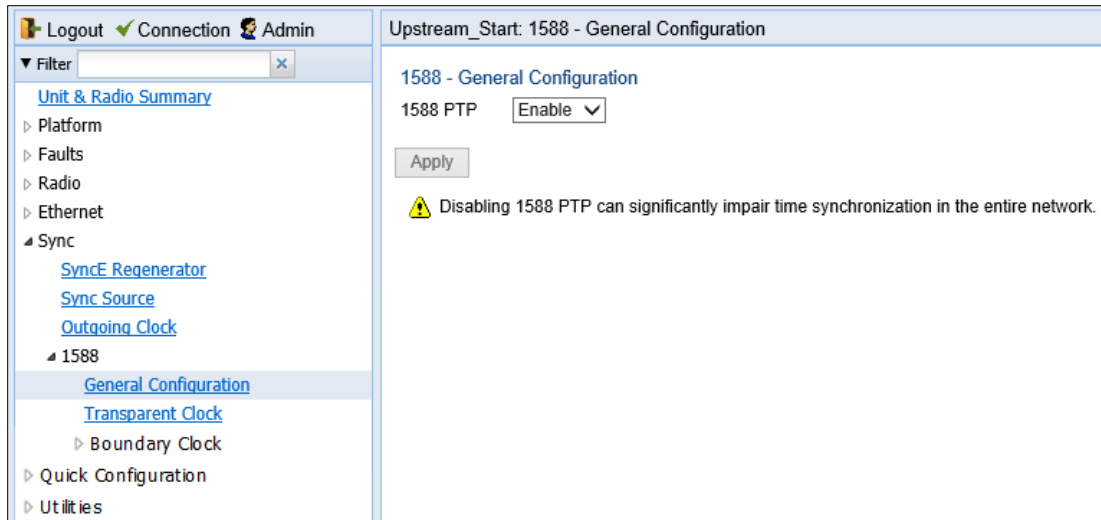 Logout Connection Admin
Filter
Unit & Radio Summary
Platform
Faults
Radio
Ethernet
Sync
SyncE Regenerator
Sync Source
Outgoing Clock
1588
General Configuration
Transparent Clock
Boundary Clock
Quick Configuration
Utilities
Upstream_Start: 1588 - General Configuration
1588 - General Configuration
1588 PTP Enable
Apply
Disabling 1588 PTP can significantly impair time synchronization in the entire network.